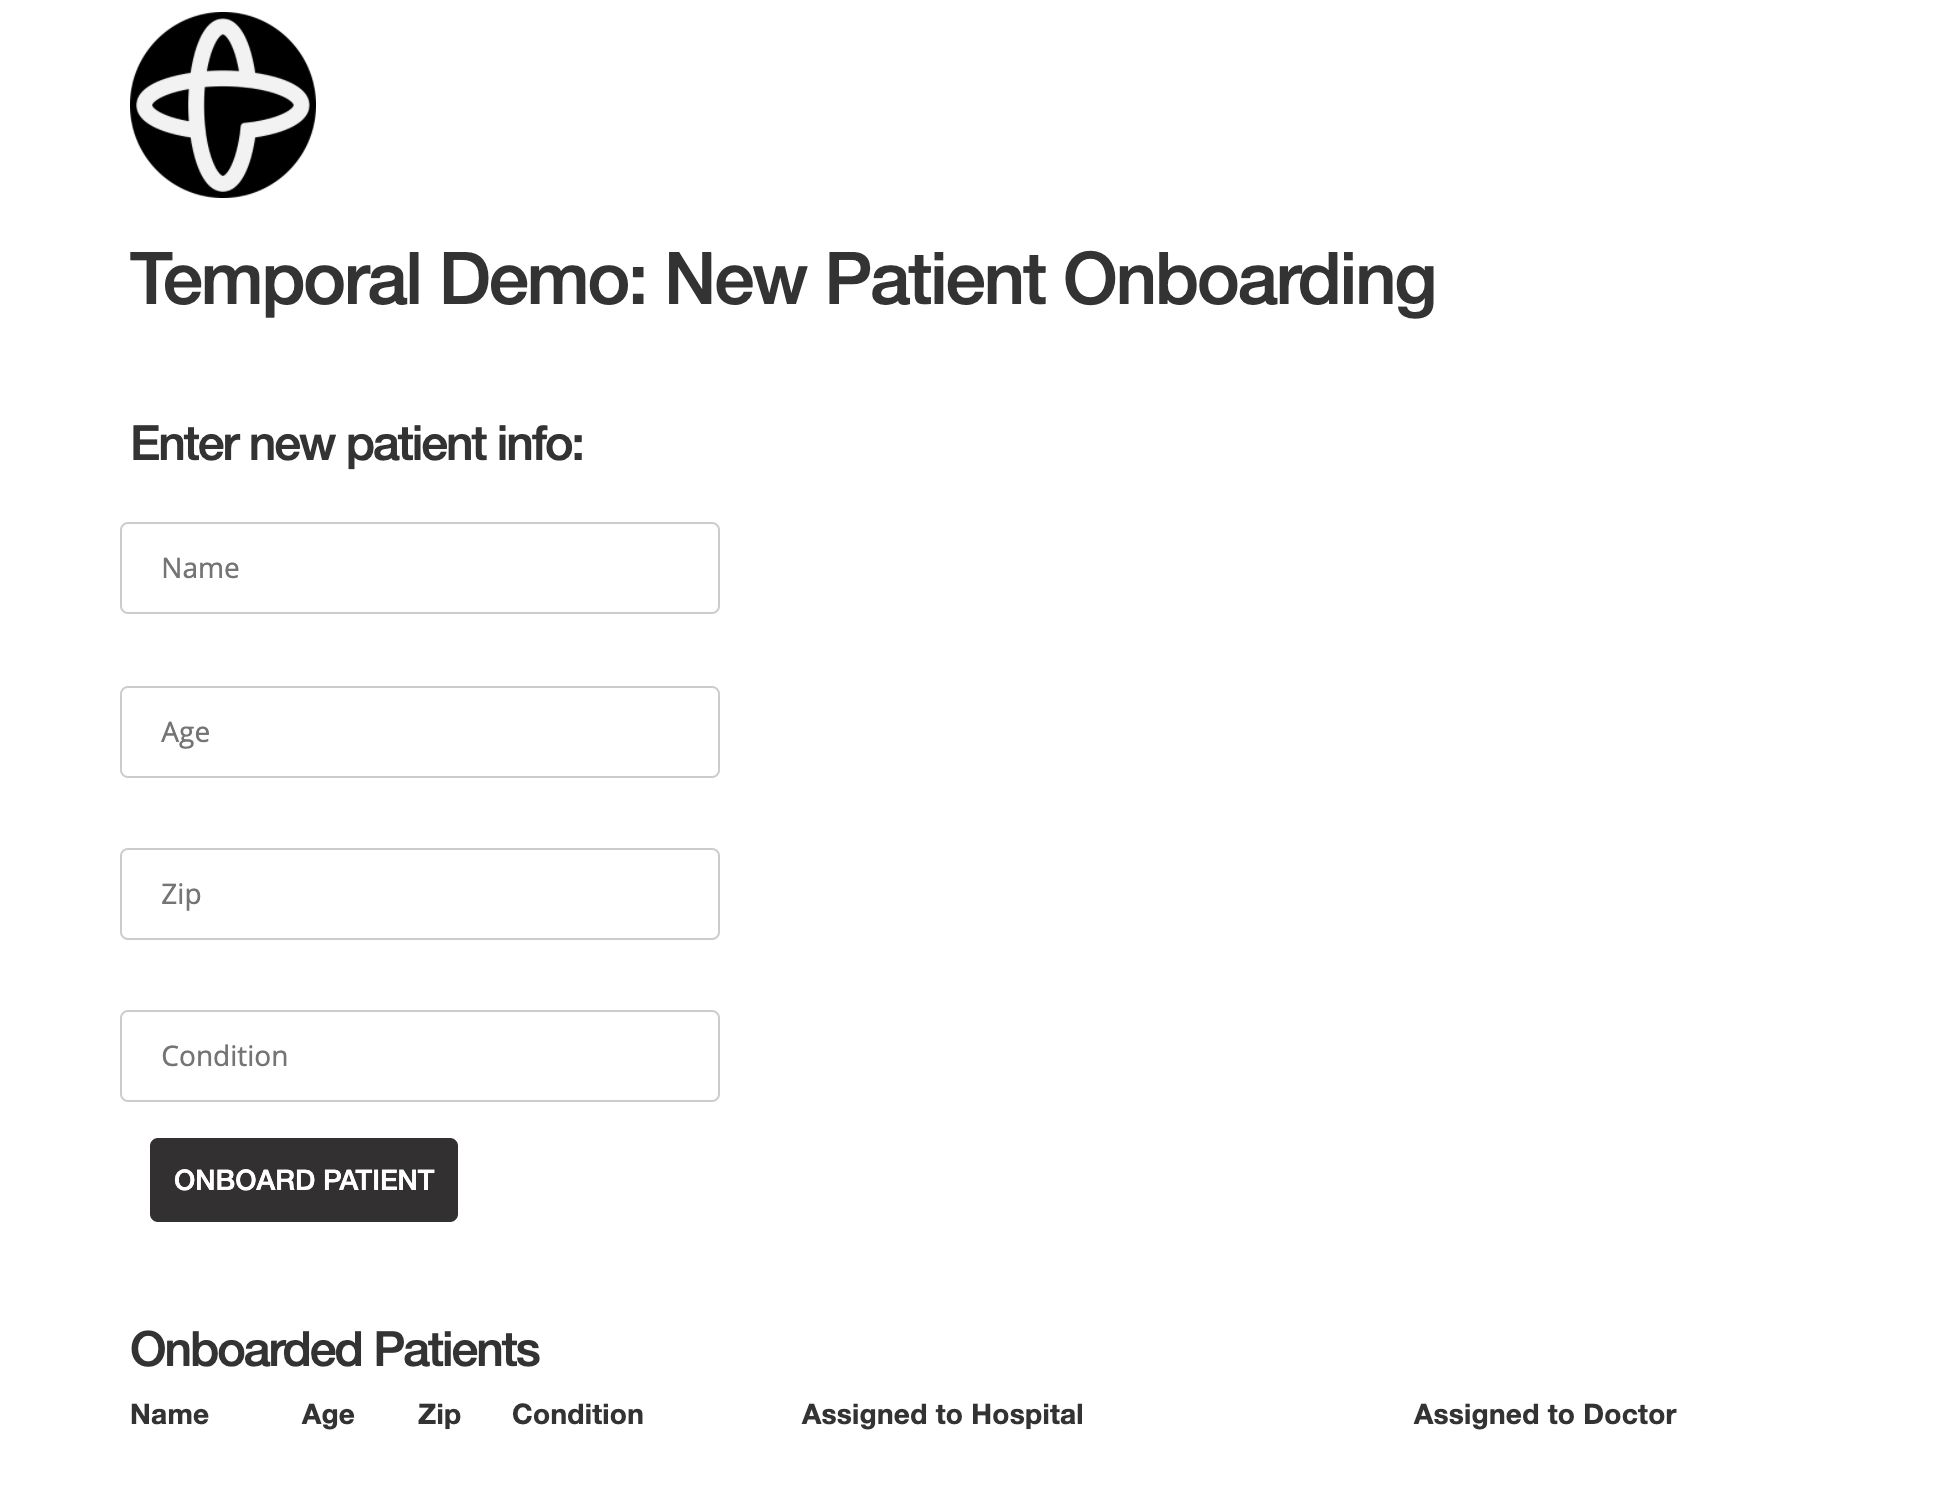 Temporal Demo: New Patient Onboarding
Enter new patient info:
Name
Age
Zip
Condition
ONBOARD PATIENT
Onboarded Patients
Name Age Zip Condition Assigned to Hospital Assigned to Doctor